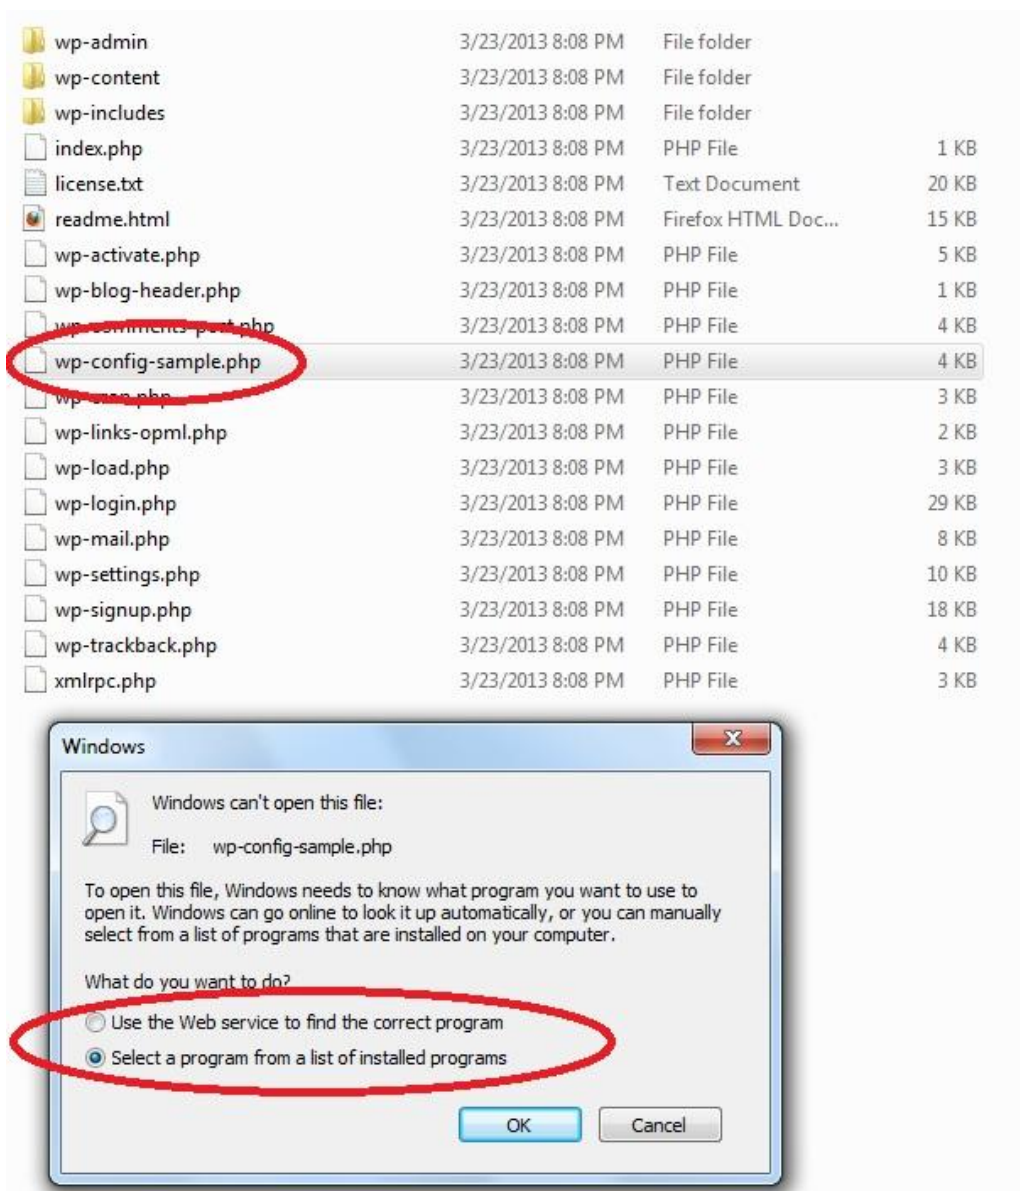 wp-admin 3/23/2013 8:08 PM File folder
wp-content 3/23/2013 8:08 PM File folder
wp-includes 3/23/2013 8:08 PM File folder
index.php 3/23/2013 8:08 PM PHP File 1 KB
license.txt 3/23/2013 8:08 PM Text Document 20 KB
readme.html 3/23/2013 8:08 PM Firefox HTML Doc... 15 KB
wp-activate.php 3/23/2013 8:08 PM PHP File 5 KB
wp-blog-header.php 3/23/2013 8:08 PM PHP File 1 KB
wp-comments-post.php 3/23/2013 8:08 PM PHP File 4 KB
wp-config-sample.php 3/23/2013 8:08 PM PHP File 4 KB
wp-cron.php 3/23/2013 8:08 PM PHP File 3 KB
wp-links-opml.php 3/23/2013 8:08 PM PHP File 2 KB
wp-load.php 3/23/2013 8:08 PM PHP File 3 KB
wp-login.php 3/23/2013 8:08 PM PHP File 29 KB
wp-mail.php 3/23/2013 8:08 PM PHP File 8 KB
wp-settings.php 3/23/2013 8:08 PM PHP File 10 KB
wp-signup.php 3/23/2013 8:08 PM PHP File 18 KB
wp-trackback.php 3/23/2013 8:08 PM PHP File 4 KB
xmlrpc.php 3/23/2013 8:08 PM PHP File 3 KB
Windows
Windows can't open this file:
File: wp-config-sample.php
To open this file, Windows needs to know what program you want to use to
open it. Windows can go online to look it up automatically, or you can manually
select from a list of programs that are installed on your computer.
What do you want to do?
Use the Web service to find the correct program
Select a program from a list of installed programs
OK Cancel